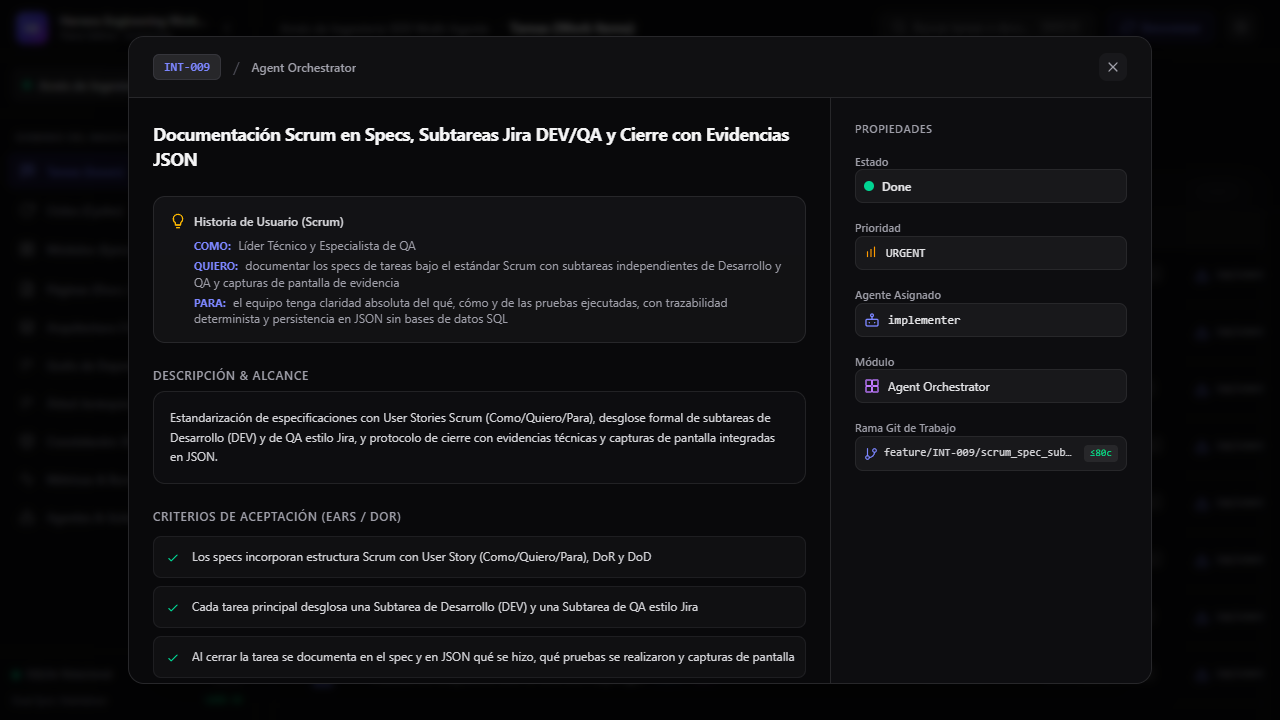 INT-009 / Agent Orchestrator
Documentación Scrum en Specs, Subtareas Jira DEV/QA y Cierre con Evidencias
JSON
Historia de Usuario (Scrum)
COMO: Líder Técnico y Especialista de QA
QUIERO: documentar los specs de tareas bajo el estándar Scrum con subtareas independientes de Desarrollo y
QA y capturas de pantalla de evidencia
PARA: el equipo tenga claridad absoluta del qué, cómo y de las pruebas ejecutadas, con trazabilidad
determinista y persistencia en JSON sin bases de datos SQL
DESCRIPCIÓN & ALCANCE
Estandarización de especificaciones con User Stories Scrum (Como/Quiero/Para), desglose formal de subtareas de
Desarrollo (DEV) y de QA estilo Jira, y protocolo de cierre con evidencias técnicas y capturas de pantalla integradas
en JSON.
CRITERIOS DE ACEPTACIÓN (EARS / DOR)
Los specs incorporan estructura Scrum con User Story (Como/Quiero/Para), DoR y DoD
Cada tarea principal desglosa una Subtarea de Desarrollo (DEV) y una Subtarea de QA estilo Jira
Al cerrar la tarea se documenta en el spec y en JSON qué se hizo, qué pruebas se realizaron y capturas de pantalla
PROPIEDADES
Estado
Done
Prioridad
URGENT
Agente Asignado
implementer
Módulo
Agent Orchestrator
Rama Git de Trabajo
feature/INT-009/scrum_spec_sub… ≤80c